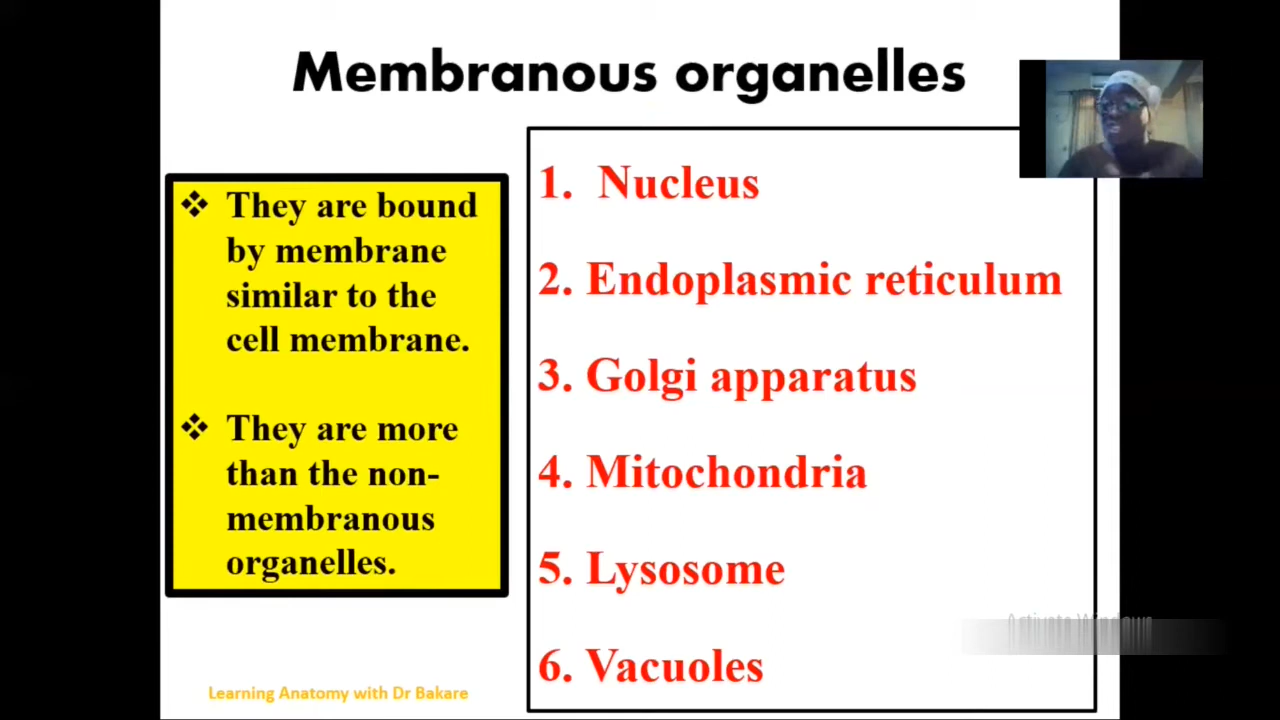 Membranous organelles
❖ They are bound
by membrane
similar to the
cell membrane.
❖ They are more
than the non-
membranous
organelles.
1. Nucleus
2. Endoplasmic reticulum
3. Golgi apparatus
4. Mitochondria
5. Lysosome
6. Vacuoles
Activate Windows
Learning Anatomy with Dr Bakare